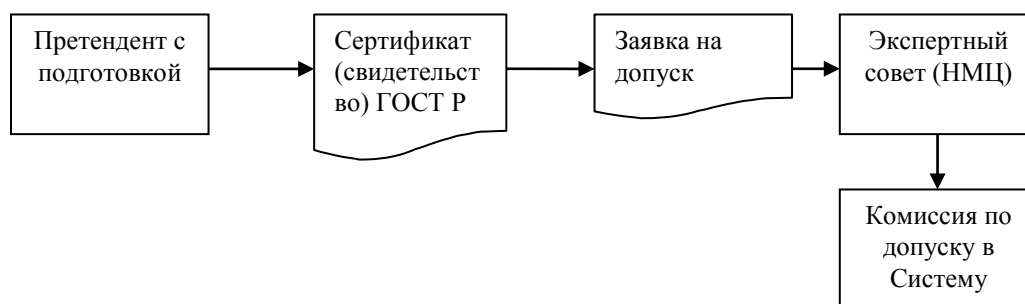 Претендент с
подготовкой
Сертификат
(свидетельст
во) ГОСТ Р
Заявка на
допуск
Экспертный
совет (НМЦ)
Комиссия по
допуску в
Систему